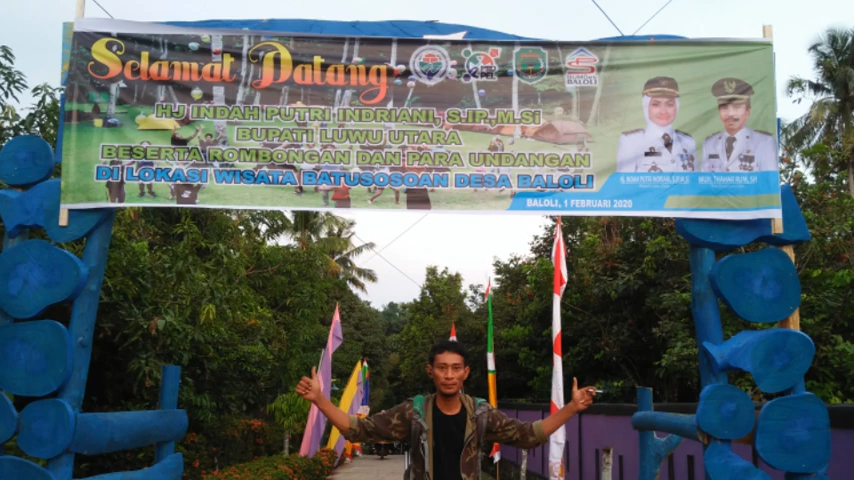 Selamat Datang
HJ INDAH PUTRI INDRIANI, S.IP.,M.Si
BUPATI LUWU UTARA
BESERTA ROMBONGAN DAN PARA UNDANGAN
DI LOKASI WISATA BATUSOSOAN DESA BALOLI
BALOLI
BALOLI, 1 FEBRUARI 2020